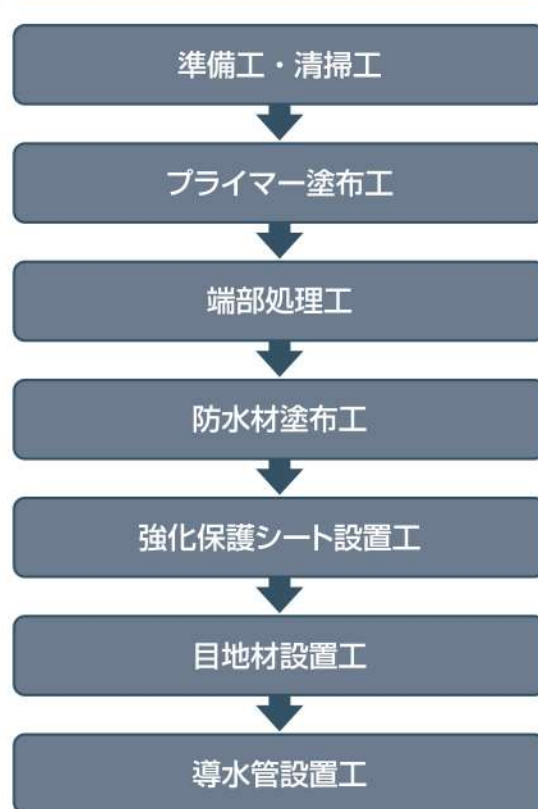 準備工・清掃工
プライマー塗布工
端部処理工
防水材塗布工
強化保護シート設置工
目地材設置工
導水管設置工